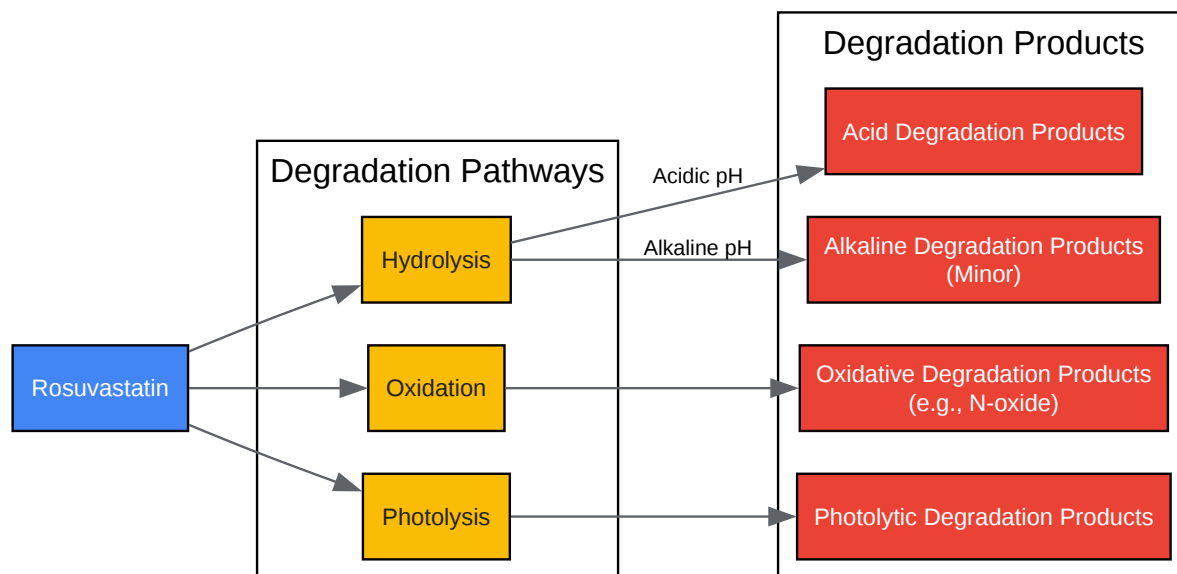 Degradation Products
Acid Degradation Products
Degradation Pathways
Acidic pH
Hydrolysis
Alkaline pH
Alkaline Degradation Products
(Minor)
Rosuvastatin
Oxidation
Oxidative Degradation Products
(e.g., N-oxide)
Photolysis
Photolytic Degradation Products